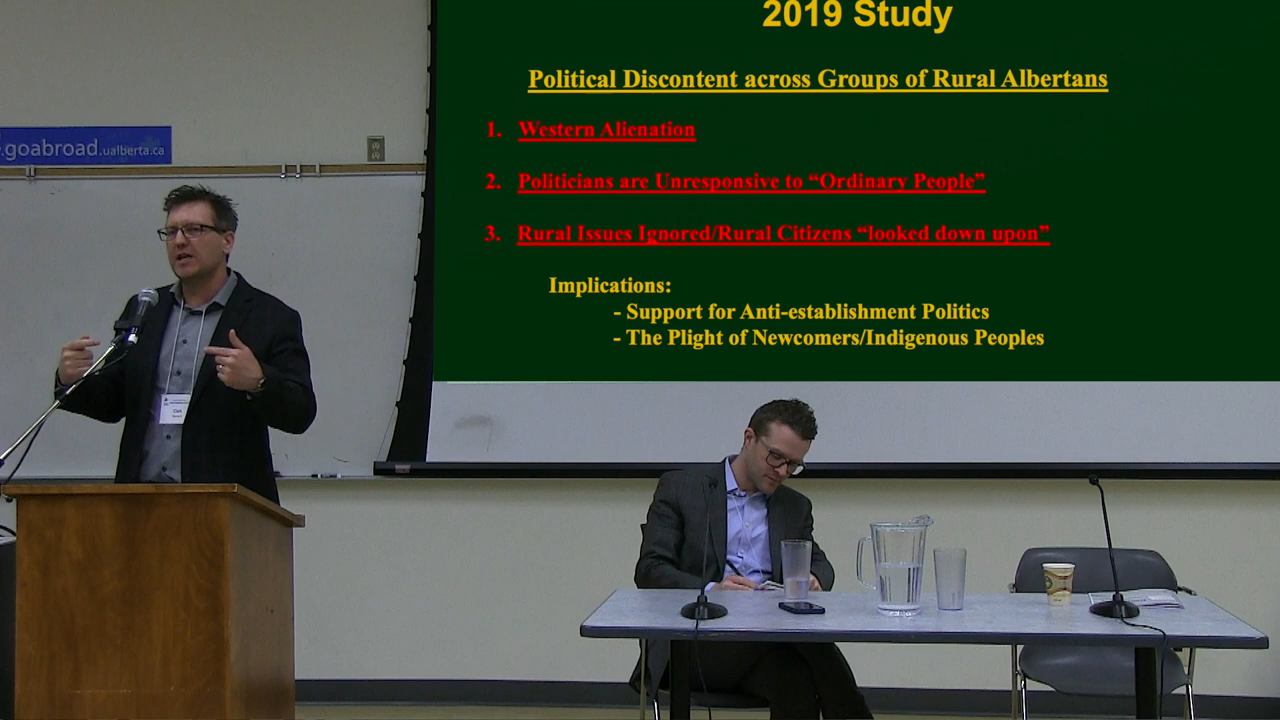 2019 Study
Political Discontent across Groups of Rural Albertans
1. Western Alienation
2. Politicians are Unresponsive to “Ordinary People”
3. Rural Issues Ignored/Rural Citizens “looked down upon”
Implications:
- Support for Anti-establishment Politics
- The Plight of Newcomers/Indigenous Peoples
.goabroad.ualberta.ca